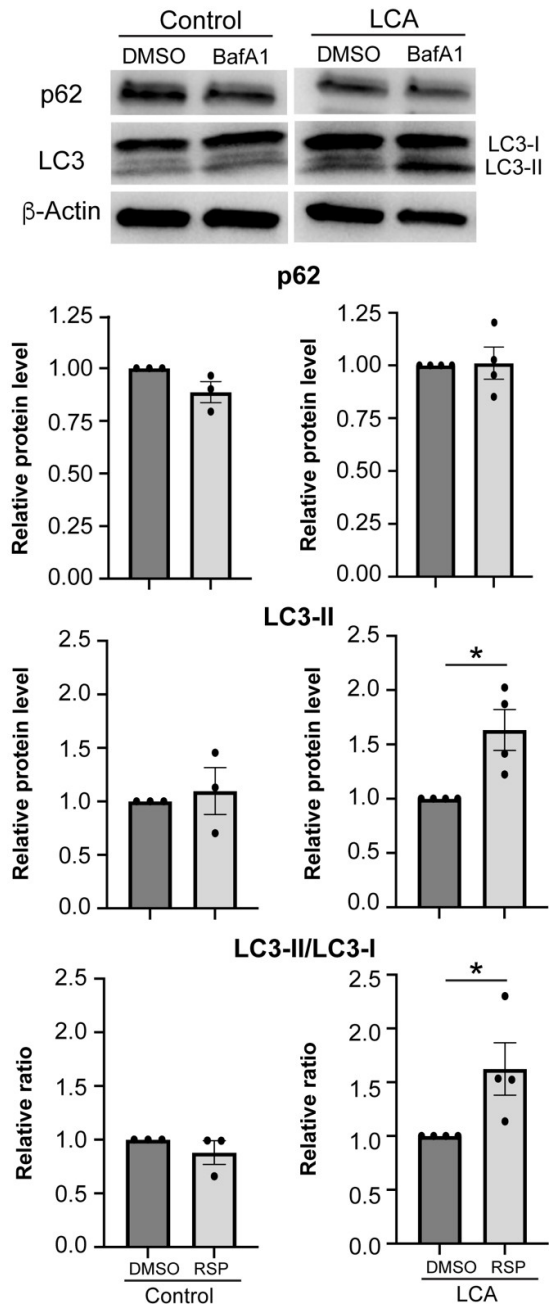 Control LCA
DMSO BafA1 DMSO BafA1
p62
LC3 LC3-I
LC3-II
β-Actin
p62
Relative protein level
1.25
1.00
0.75
0.50
0.25
0.00
Relative protein level
1.25
1.00
0.75
0.50
0.25
0.00
LC3-II
Relative protein level
2.5
2.0
1.5
1.0
0.5
0.0
Relative protein level
2.5
2.0
1.5
1.0
0.5
0.0
*
LC3-II/LC3-I
Relative ratio
2.5
2.0
1.5
1.0
0.5
0.0
DMSO RSP
Control
Relative ratio
2.5
2.0
1.5
1.0
0.5
0.0
*
DMSO RSP
LCA